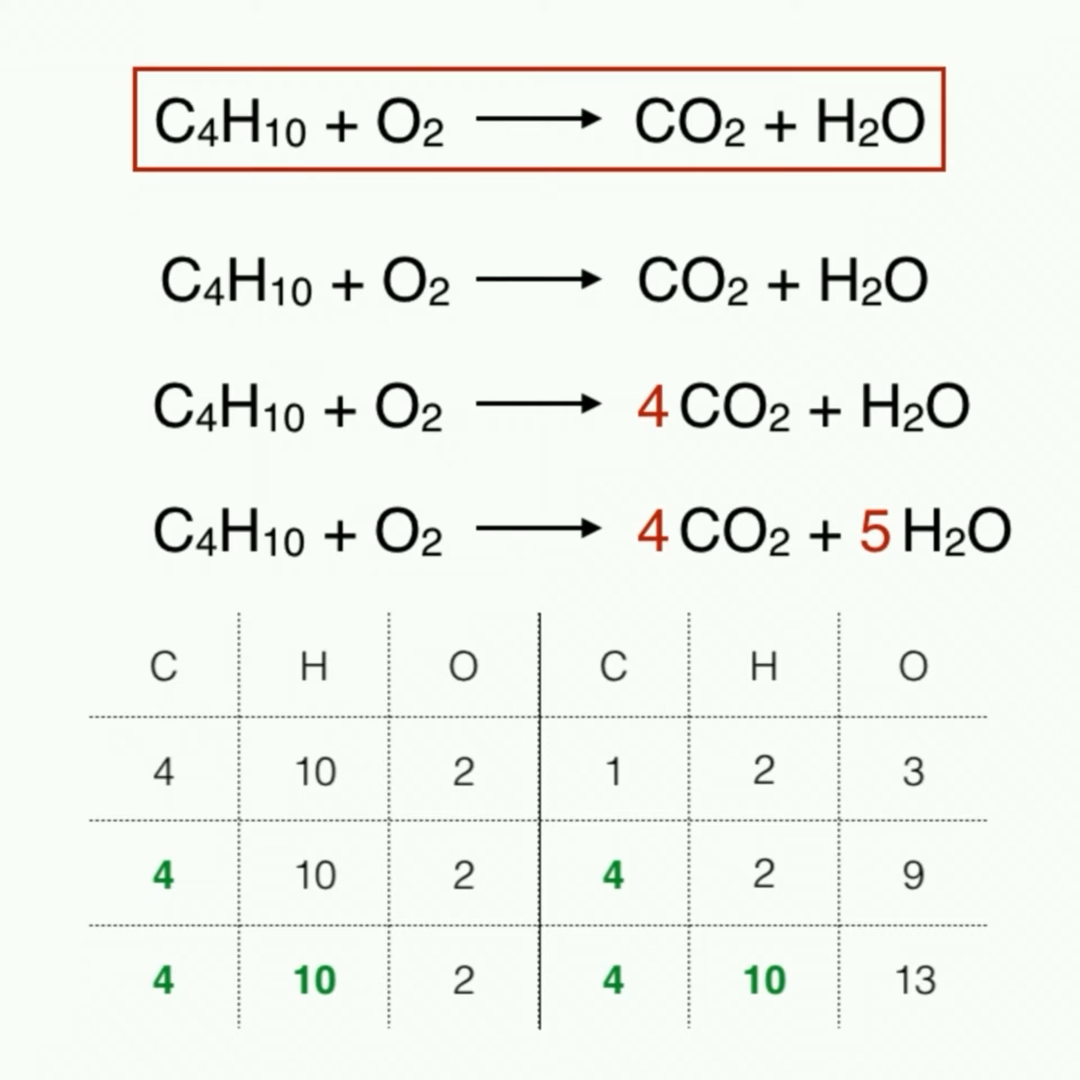 C₄H₁₀ + O₂ ⟶ CO₂ + H₂O
C₄H₁₀ + O₂ ⟶ CO₂ + H₂O
C₄H₁₀ + O₂ ⟶ 4 CO₂ + H₂O
C₄H₁₀ + O₂ ⟶ 4 CO₂ + 5 H₂O
C H O C H O
4 10 2 1 2 3
4 10 2 4 2 9
4 10 2 4 10 13